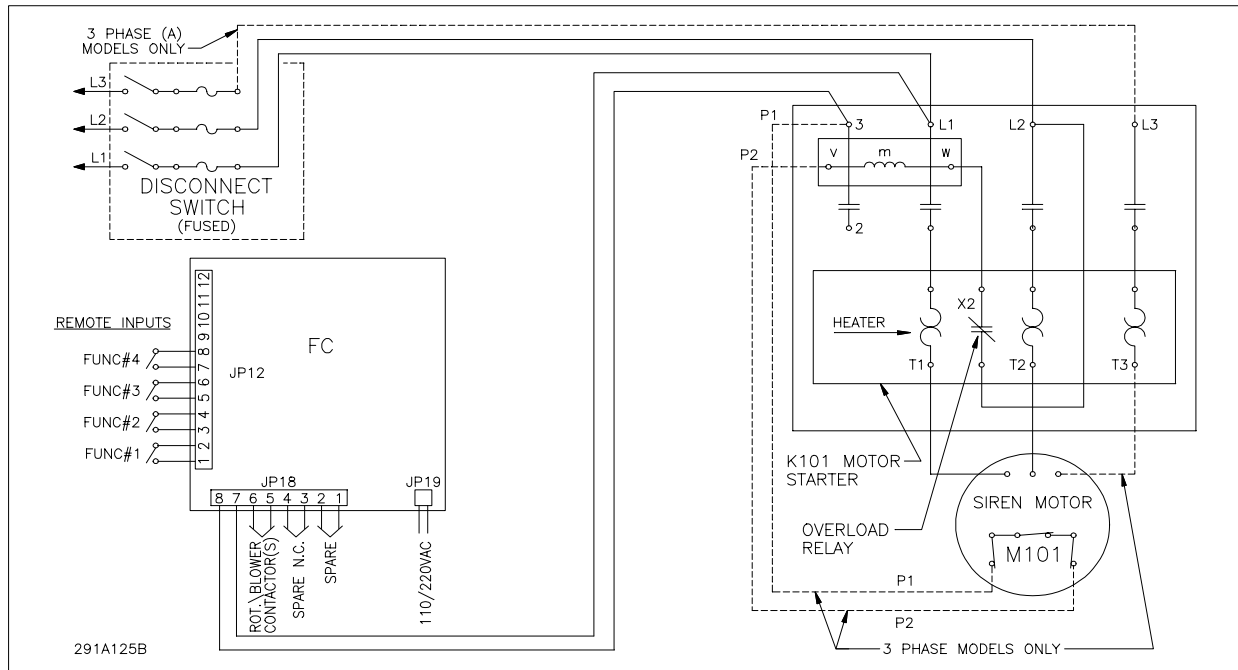 3 PHASE (A)
MODELS ONLY
L3
L2
L1
DISCONNECT
SWITCH
(FUSED)
P1
3
L1
L2
L3
P2
V
m
W
2
HEATER
X2
T1
T2
T3
K101 MOTOR
STARTER
OVERLOAD
RELAY
SIREN MOTOR
M101
P1
P2
3 PHASE MODELS ONLY
REMOTE INPUTS
FUNC#4
FUNC#3
FUNC#2
FUNC#1
12
11
10
9
8
7
6
5
4
3
2
1
JP12
FC
JP18
8 7 6 5 4 3 2 1
JP19
ROT.\BLOWER
CONTACTOR(S)
SPARE N.C.
SPARE
110/220VAC
291A125B